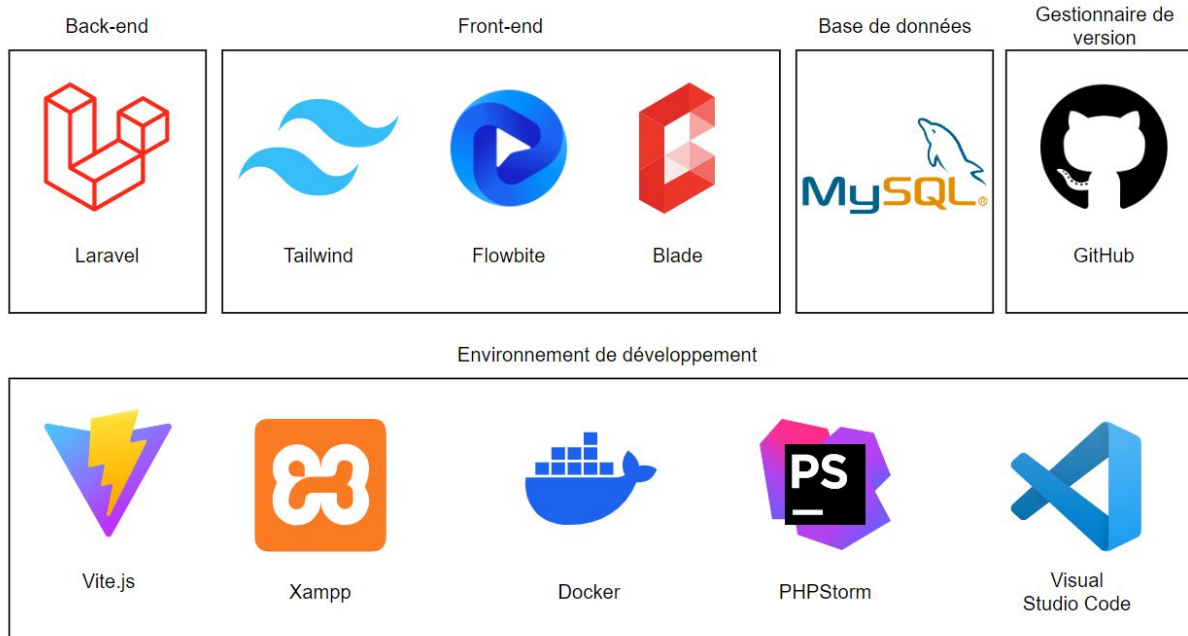 Back-end
Front-end
Base de données
Gestionnaire de
version
Laravel
Tailwind
Flowbite
Blade
MySQL®
GitHub
Environnement de développement
PS
Vite.js
Xampp
Docker
PHPStorm
Visual
Studio Code